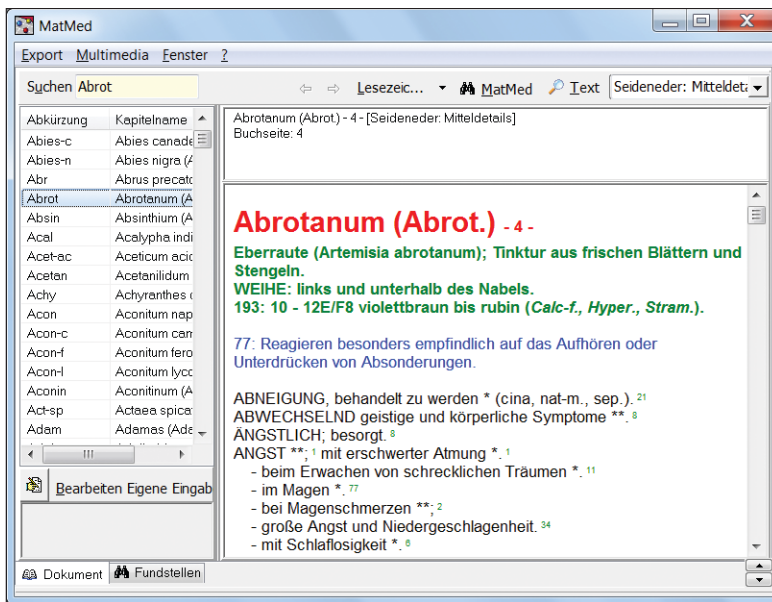 MatMed
Export Multimedia Fenster ?
Suchen Abrot Lesezeic... MatMed Text Seideneder: Mitteldeta
Abkürzung Kapitelname
Abies-c Abies canade
Abies-n Abies nigra (A
Abr Abrus precato
Abrot Abrotanum (A
Absin Absinthium (A
Acal Acalypha indi
Acet-ac Aceticum acid
Acetan Acetanilidum
Achy Achyranthes c
Acon Aconitum nap
Acon-c Aconitum cam
Acon-f Aconitum fero
Acon-l Aconitum lyco
Aconin Aconitinum (A
Act-sp Actaea spica
Adam Adamas (Ada
Bearbeiten Eigene Eingab
Abrotanum (Abrot.) - 4 - [Seideneder: Mitteldetails]
Buchseite: 4
Abrotanum (Abrot.) - 4 -
Eberraute (Artemisia abrotanum); Tinktur aus frischen Blättern und
Stengeln.
WEIHE: links und unterhalb des Nabels.
193: 10 - 12E/F8 violettbraun bis rubin (Calc-f., Hyper., Stram.).
77: Reagieren besonders empfindlich auf das Aufhören oder
Unterdrücken von Absonderungen.
ABNEIGUNG, behandelt zu werden * (cina, nat-m., sep.). 21
ABWECHSELND geistige und körperliche Symptome **. 8
ÄNGSTLICH; besorgt. 8
ANGST **; 1 mit erschwerter Atmung *. 1
- beim Erwachen von schrecklichen Träumen *. 11
- im Magen *. 77
- bei Magenschmerzen **; 2
- große Angst und Niedergeschlagenheit. 34
- mit Schlaflosigkeit *. 6
Dokument Fundstellen